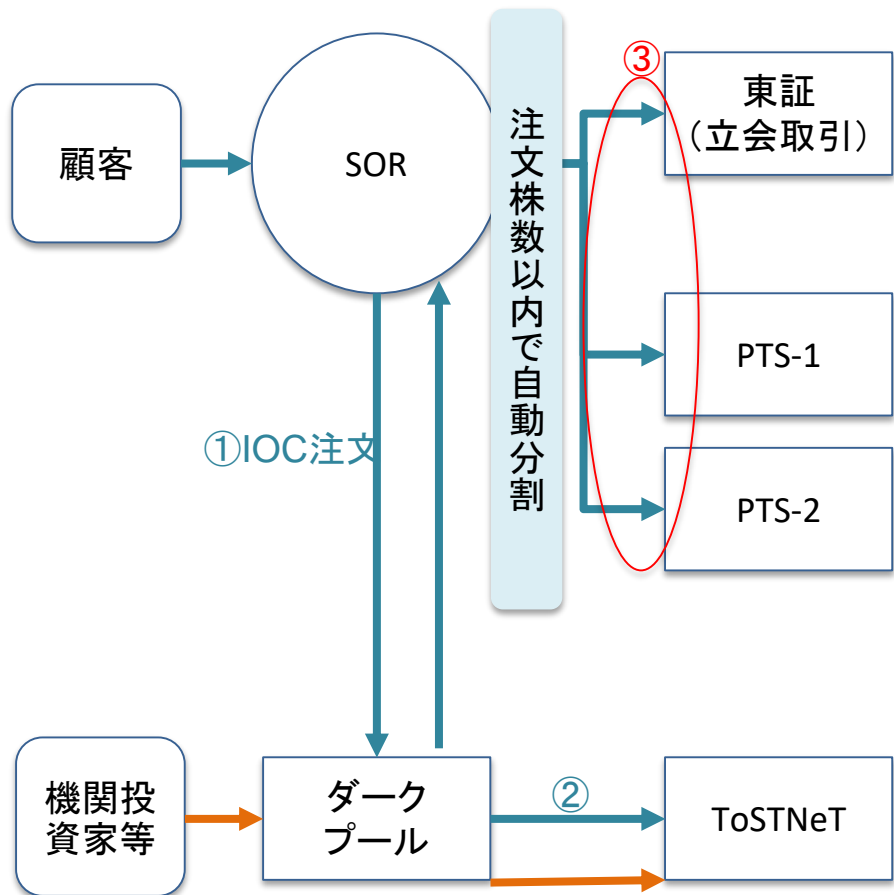 顧客
SOR
注文株数以内で自動分割
③
東証
（立会取引）
PTS-1
PTS-2
①IOC注文
機関投
資家等
ダーク
プール
②
ToSTNeT